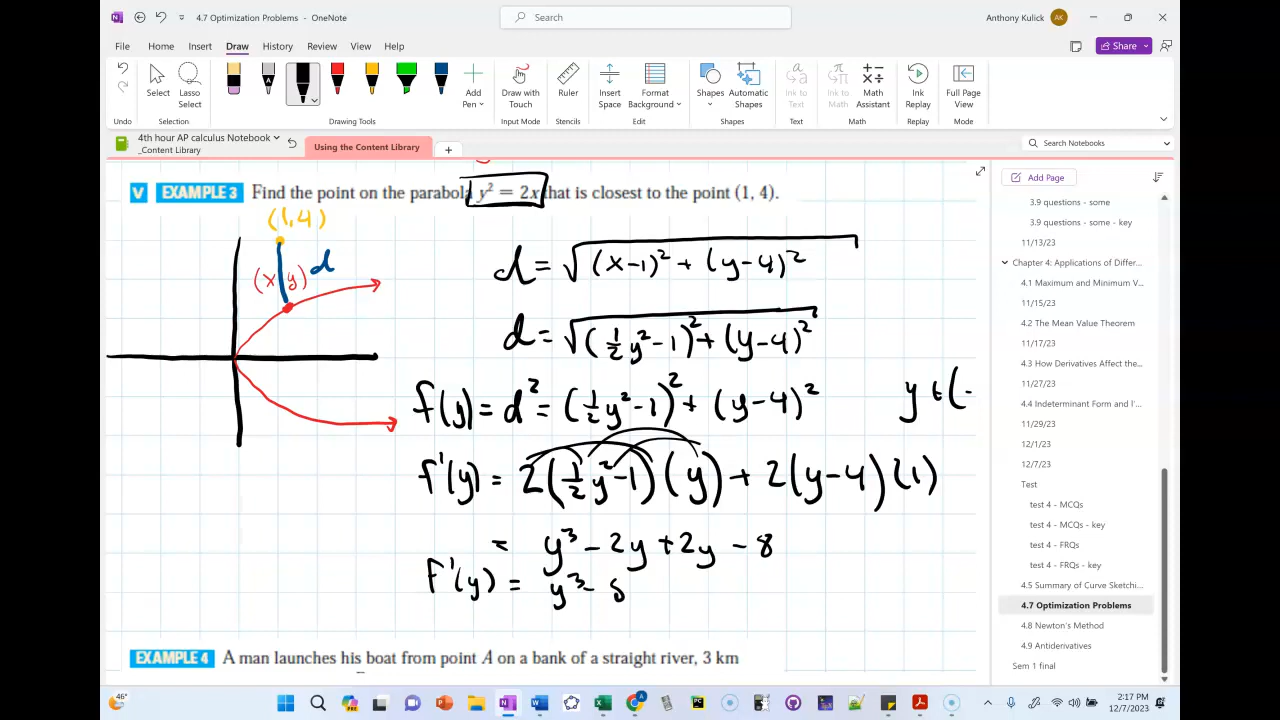 4.7 Optimization Problems - OneNote
Search
Anthony Kulick
AK
File Home Insert Draw History Review View Help
Share
Undo
Select
Lasso Select
Add Pen
Draw with Touch
Ruler
Insert Space
Format Background
Shapes
Automatic Shapes
Ink to Text
Ink to Math
Math Assistant
Ink Replay
Full Page View
Undo Selection Drawing Tools Input Mode Stencils Edit Shapes Text Math Replay Mode
4th hour AP calculus Notebook
_Content Library
Using the Content Library
Search Notebooks
V EXAMPLE 3 Find the point on the parabola y² = 2x that is closest to the point (1, 4).
(1,4)
(x y) d
d = √((x-1)² + (y-4)²)
d = √((½y²-1)² + (y-4)²)
f(y) = d² = (½y²-1)² + (y-4)²
y ∈ (-
f'(y) = 2(½y²-1)(y) + 2(y-4)(1)
= y³ - 2y + 2y - 8
f'(y) = y³ - 8
EXAMPLE 4 A man launches his boat from point A on a bank of a straight river, 3 km
Add Page
3.9 questions - some
3.9 questions - some - key
11/13/23
Chapter 4: Applications of Differ...
4.1 Maximum and Minimum V...
11/15/23
4.2 The Mean Value Theorem
11/17/23
4.3 How Derivatives Affect the...
11/27/23
4.4 Indeterminant Form and l'...
11/29/23
12/1/23
12/7/23
Test
test 4 - MCQs
test 4 - MCQs - key
test 4 - FRQs
test 4 - FRQs - key
4.5 Summary of Curve Sketchi...
4.7 Optimization Problems
4.8 Newton's Method
4.9 Antiderivatives
Sem 1 final
46°
2:17 PM
12/7/2023